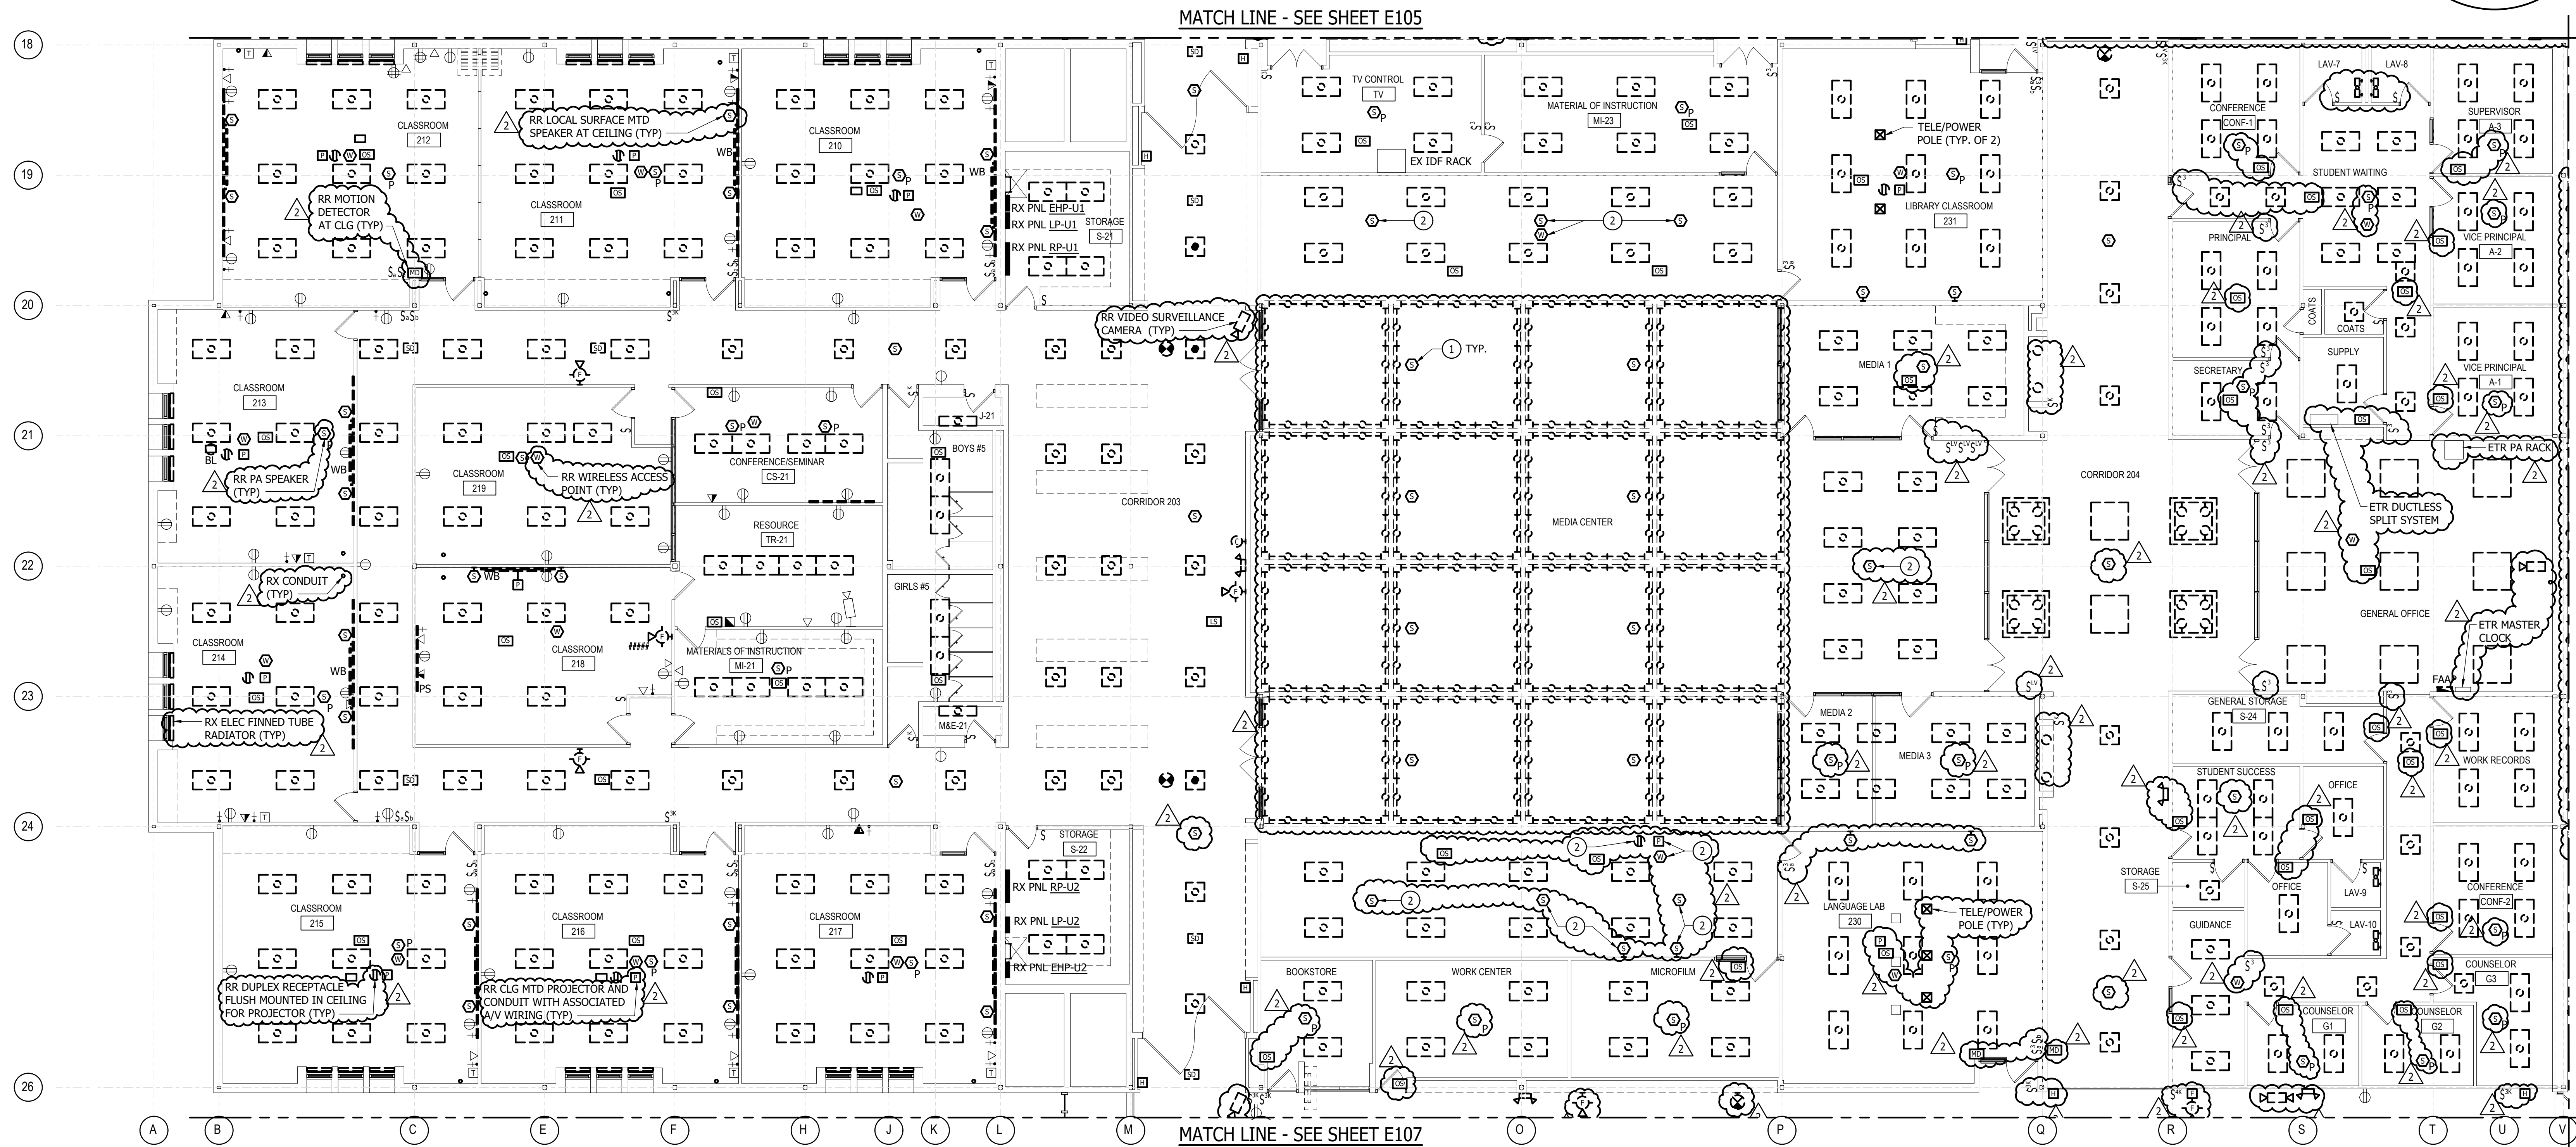 MATCH LINE - SEE SHEET E105
18
19
20
21
22
23
24
26
CLASSROOM
212
RR LOCAL SURFACE MTD
SPEAKER AT CEILING (TYP)
CLASSROOM
211
CLASSROOM
210
WB
WB
RR MOTION
DETECTOR
AT CLG (TYP)
RX PNL EHP-U1
RX PNL LP-U1
RX PNL RP-U1
STORAGE
S-21
TV CONTROL
TV
MATERIAL OF INSTRUCTION
MI-23
EX IDF RACK
TELE/POWER
POLE (TYP. OF 2)
LIBRARY CLASSROOM
231
CONFERENCE
CONF-1
LAV-7
LAV-8
SUPERVISOR
A-3
STUDENT WAITING
PRINCIPAL
VICE PRINCIPAL
A-2
COATS
COATS
SUPPLY
SECRETARY
VICE PRINCIPAL
A-1
RR VIDEO SURVEILLANCE
CAMERA (TYP)
1 TYP.
MEDIA 1
CLASSROOM
213
BL
RR PA SPEAKER
(TYP)
WB
CLASSROOM
219
RR WIRELESS ACCESS
POINT (TYP)
CONFERENCE/SEMINAR
CS-21
J-21
BOYS #5
RESOURCE
TR-21
GIRLS #5
CORRIDOR 203
MEDIA CENTER
CORRIDOR 204
ETR PA RACK
ETR DUCTLESS
SPLIT SYSTEM
GENERAL OFFICE
ETR MASTER
CLOCK
FAAP
RX CONDUIT
(TYP)
WB
CLASSROOM
214
WB
RX ELEC FINNED TUBE
RADIATOR (TYP)
PS
CLASSROOM
218
#####
MATERIALS OF INSTRUCTION
MI-21
M&E-21
MEDIA 2
MEDIA 3
GENERAL STORAGE
S-24
WORK RECORDS
STUDENT SUCCESS
OFFICE
STORAGE
S-22
RX PNL RP-U2
RX PNL LP-U2
RX PNL EHP-U2
CLASSROOM
215
CLASSROOM
216
CLASSROOM
217
RR DUPLEX RECEPTACLE
FLUSH MOUNTED IN CEILING
FOR PROJECTOR (TYP)
RR CLG MTD PROJECTOR AND
CONDUIT WITH ASSOCIATED
A/V WIRING (TYP)
LANGUAGE LAB
230
TELE/POWER
POLE (TYP)
STORAGE
S-25
OFFICE
LAV-9
LAV-10
CONFERENCE
CONF-2
GUIDANCE
COUNSELOR
G3
COUNSELOR
G1
COUNSELOR
G2
BOOKSTORE
WORK CENTER
MICROFILM
A
B
C
D
E
F
H
J
K
L
M
O
P
Q
R
S
T
U
V
MATCH LINE - SEE SHEET E107